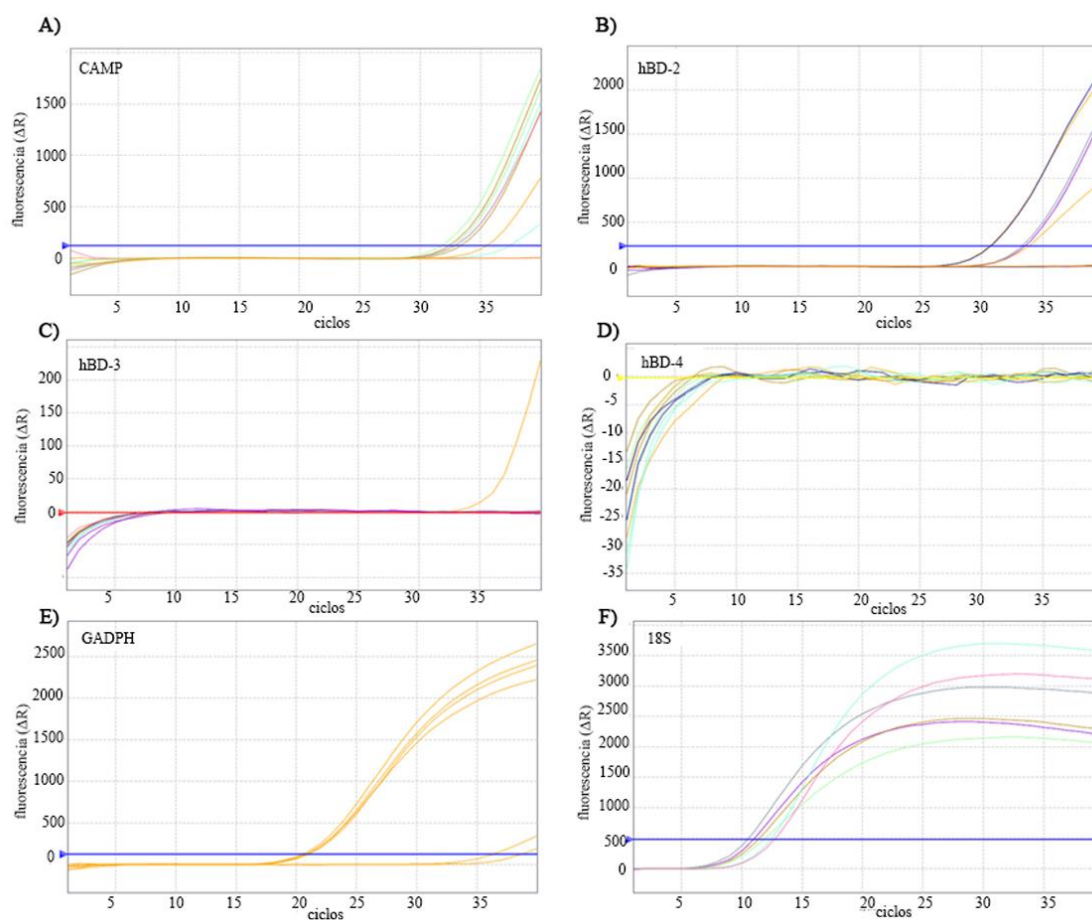 A)
CAMP
fluorescencia (ΔR)
1500
1000
500
0
5 10 15 20 25 30 35
ciclos
B)
hBD-2
fluorescencia (ΔR)
2000
1500
1000
500
0
5 10 15 20 25 30 35
ciclos
C)
hBD-3
fluorescencia (ΔR)
200
150
100
50
0
5 10 15 20 25 30 35
ciclos
D)
hBD-4
fluorescencia (ΔR)
0
-5
-10
-15
-20
-25
-30
-35
5 10 15 20 25 30 35
ciclos
E)
GADPH
fluorescencia (ΔR)
2500
2000
1500
1000
500
0
5 10 15 20 25 30 35
ciclos
F)
18S
fluorescencia (ΔR)
3500
3000
2500
2000
1500
1000
500
0
5 10 15 20 25 30 35
ciclos